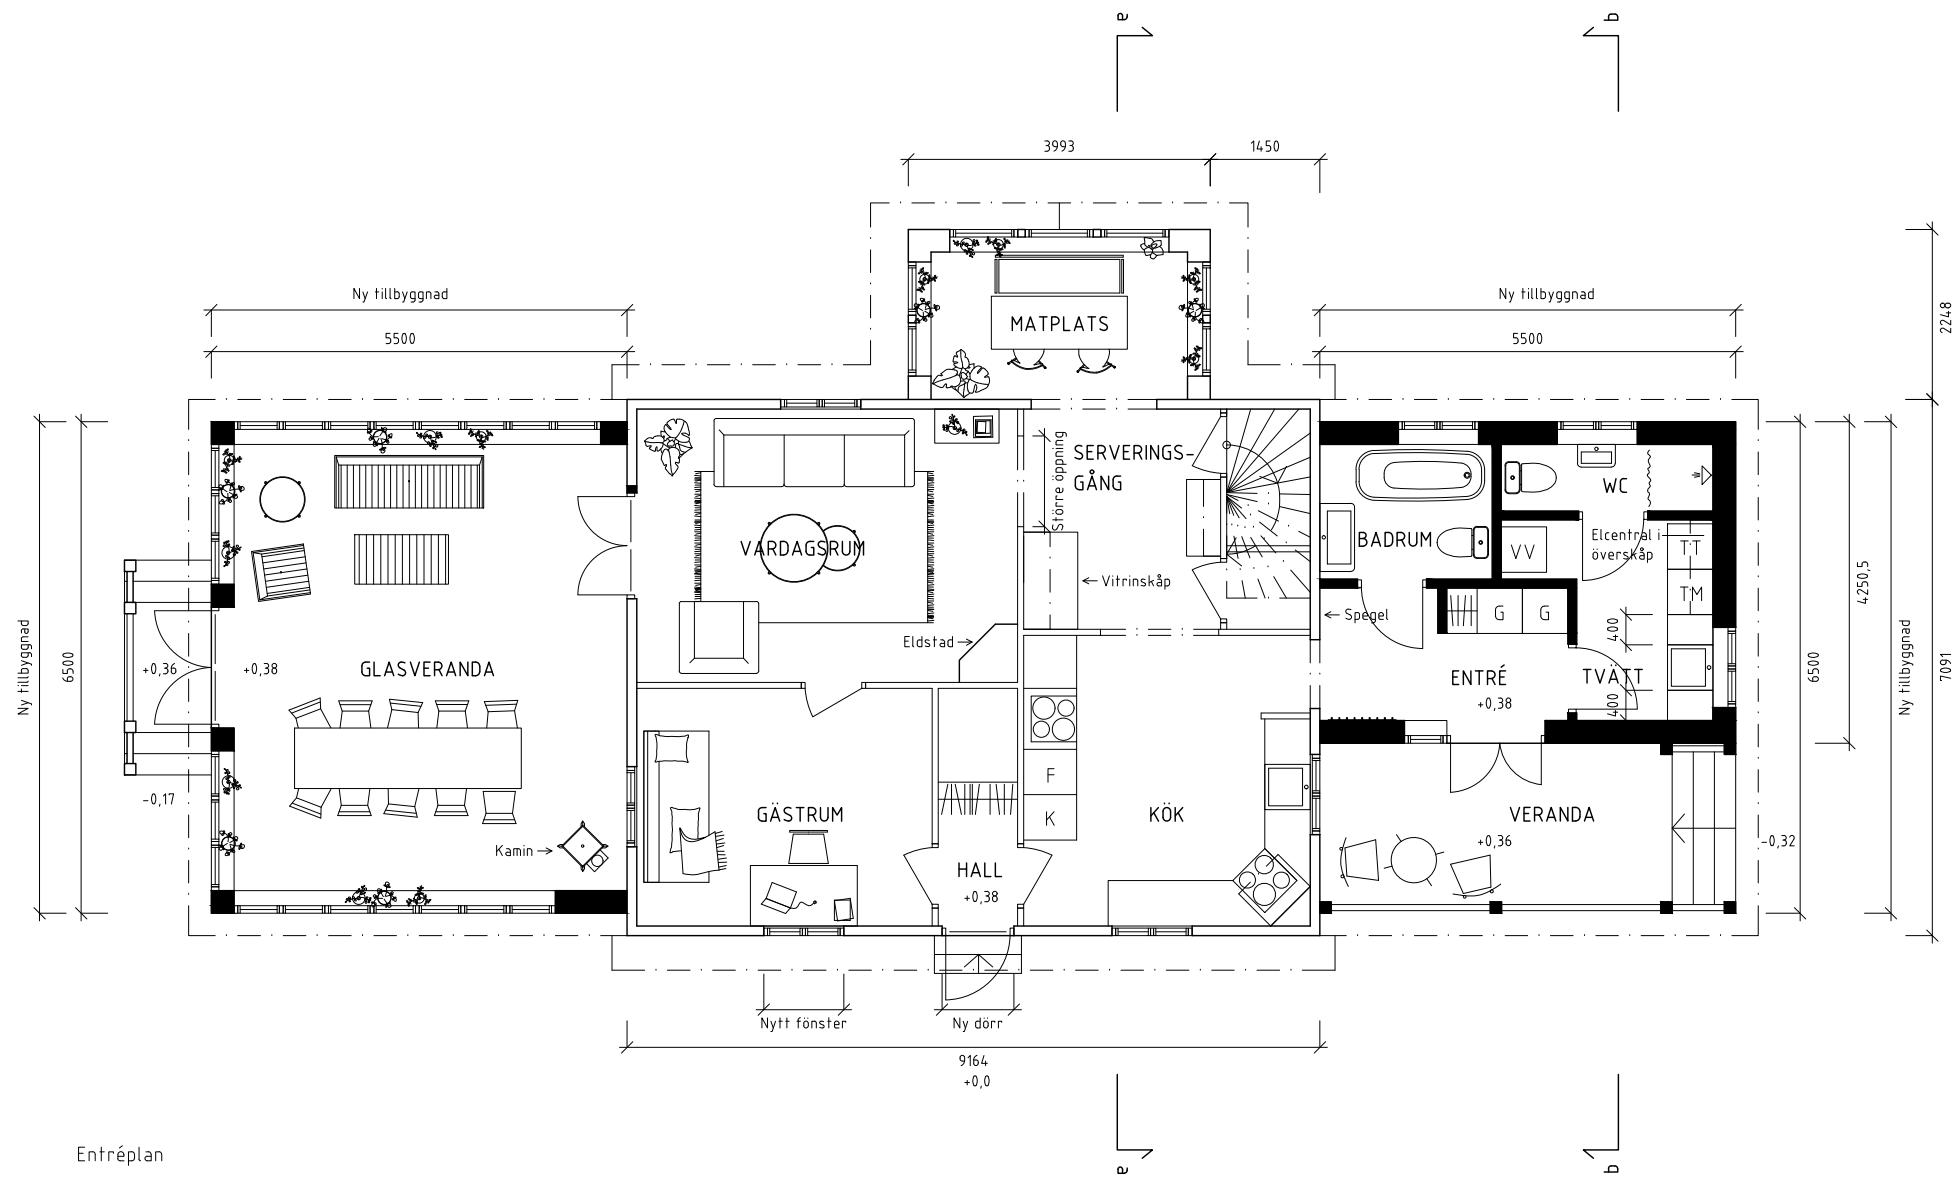 a
b
3993
1450
Ny tillbyggnad
5500
MATPLATS
Ny tillbyggnad
5500
2248
SERVERINGS-
GÅNG
Större öppning
WC
VARDAGSRUM
BADRUM
VV
Elcentral i
överskåp
TT
Vitrinskåp
TM
4250,5
Spegel
G
G
400
Eldstad
Ny tillbyggnad
6500
+0,36
+0,38
GLASVERANDA
ENTRÉ
+0,38
TVÄTT
400
6500
Ny tillbyggnad
7091
F
K
GÄSTRUM
KÖK
VERANDA
+0,36
-0,32
-0,17
Kamin
HALL
+0,38
Nytt fönster
Ny dörr
9164
+0,0
Entréplan
a
b